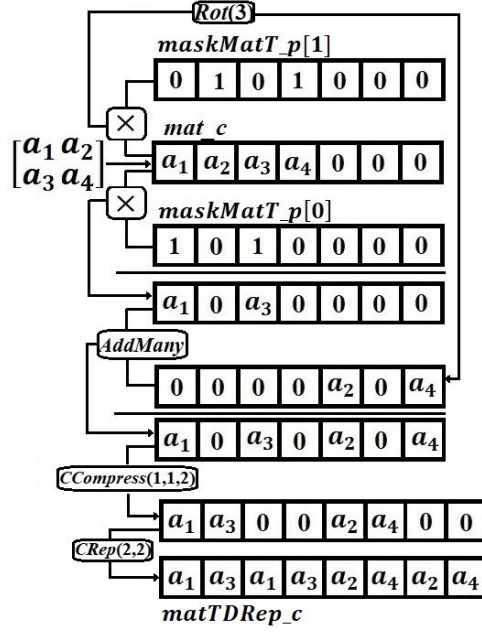 Rot(3)
maskMatT_p[1]
0 1 0 1 0 0 0
×
mat_c
[a₁ a₂
a₃ a₄]
a₁ a₂ a₃ a₄ 0 0 0
×
maskMatT_p[0]
1 0 1 0 0 0 0
a₁ 0 a₃ 0 0 0 0
AddMany
0 0 0 0 a₂ 0 a₄
a₁ 0 a₃ 0 a₂ 0 a₄
CCompress(1,1,2)
a₁ a₃ 0 0 a₂ a₄ 0 0
CRep(2,2)
a₁ a₃ a₁ a₃ a₂ a₄ a₂ a₄
matTDRep_c